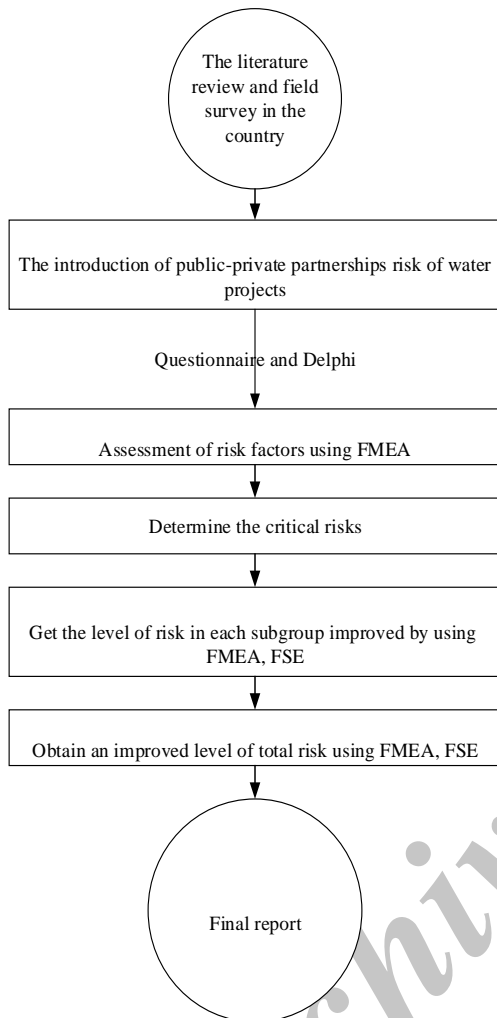 The literature
review and field
survey in the
country
The introduction of public-private partnerships risk of water
projects
Questionnaire and Delphi
Assessment of risk factors using FMEA
Determine the critical risks
Get the level of risk in each subgroup improved by using
FMEA, FSE
Obtain an improved level of total risk using FMEA, FSE
Final report